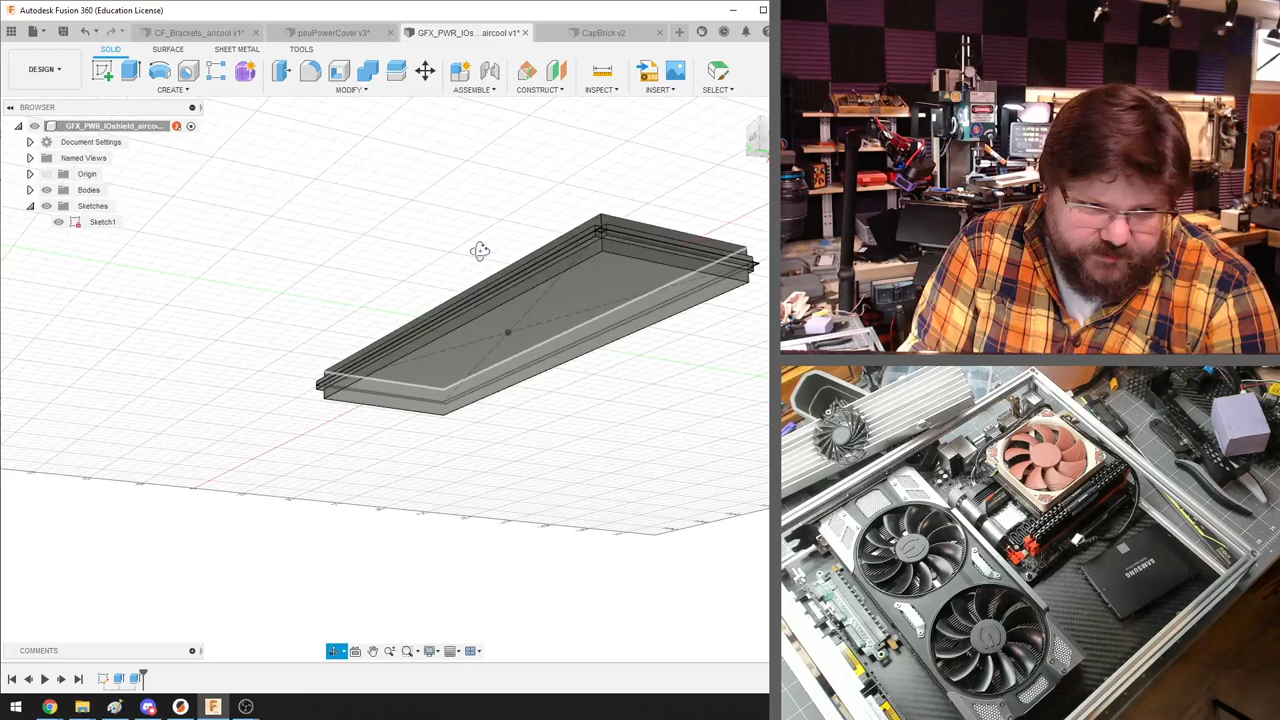 Autodesk Fusion 360 (Education License)
CF_Brackets_aricool v1*
psuPowerCover v3*
GFX_PWR_IOs....aircool v1*
CapBrick v2
SOLID
SURFACE
SHEET METAL
TOOLS
DESIGN
CREATE
MODIFY
ASSEMBLE
CONSTRUCT
INSPECT
INSERT
SELECT
BROWSER
GFX_PWR_IOshield_aircoo...
Document Settings
Named Views
Origin
Bodies
Sketches
Sketch1
COMMENTS
SAMSUNG